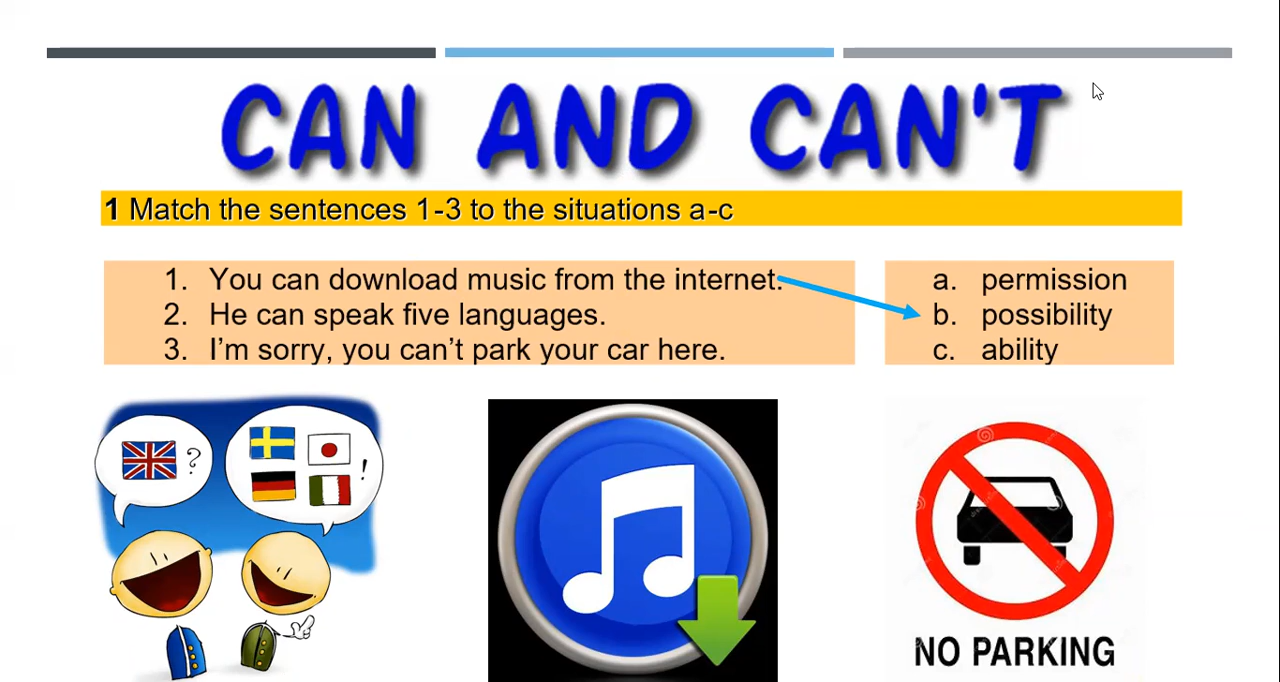 CAN AND CAN'T
1 Match the sentences 1-3 to the situations a-c
1. You can download music from the internet.
2. He can speak five languages.
3. I'm sorry, you can't park your car here.
a. permission
b. possibility
c. ability
?
!
NO PARKING